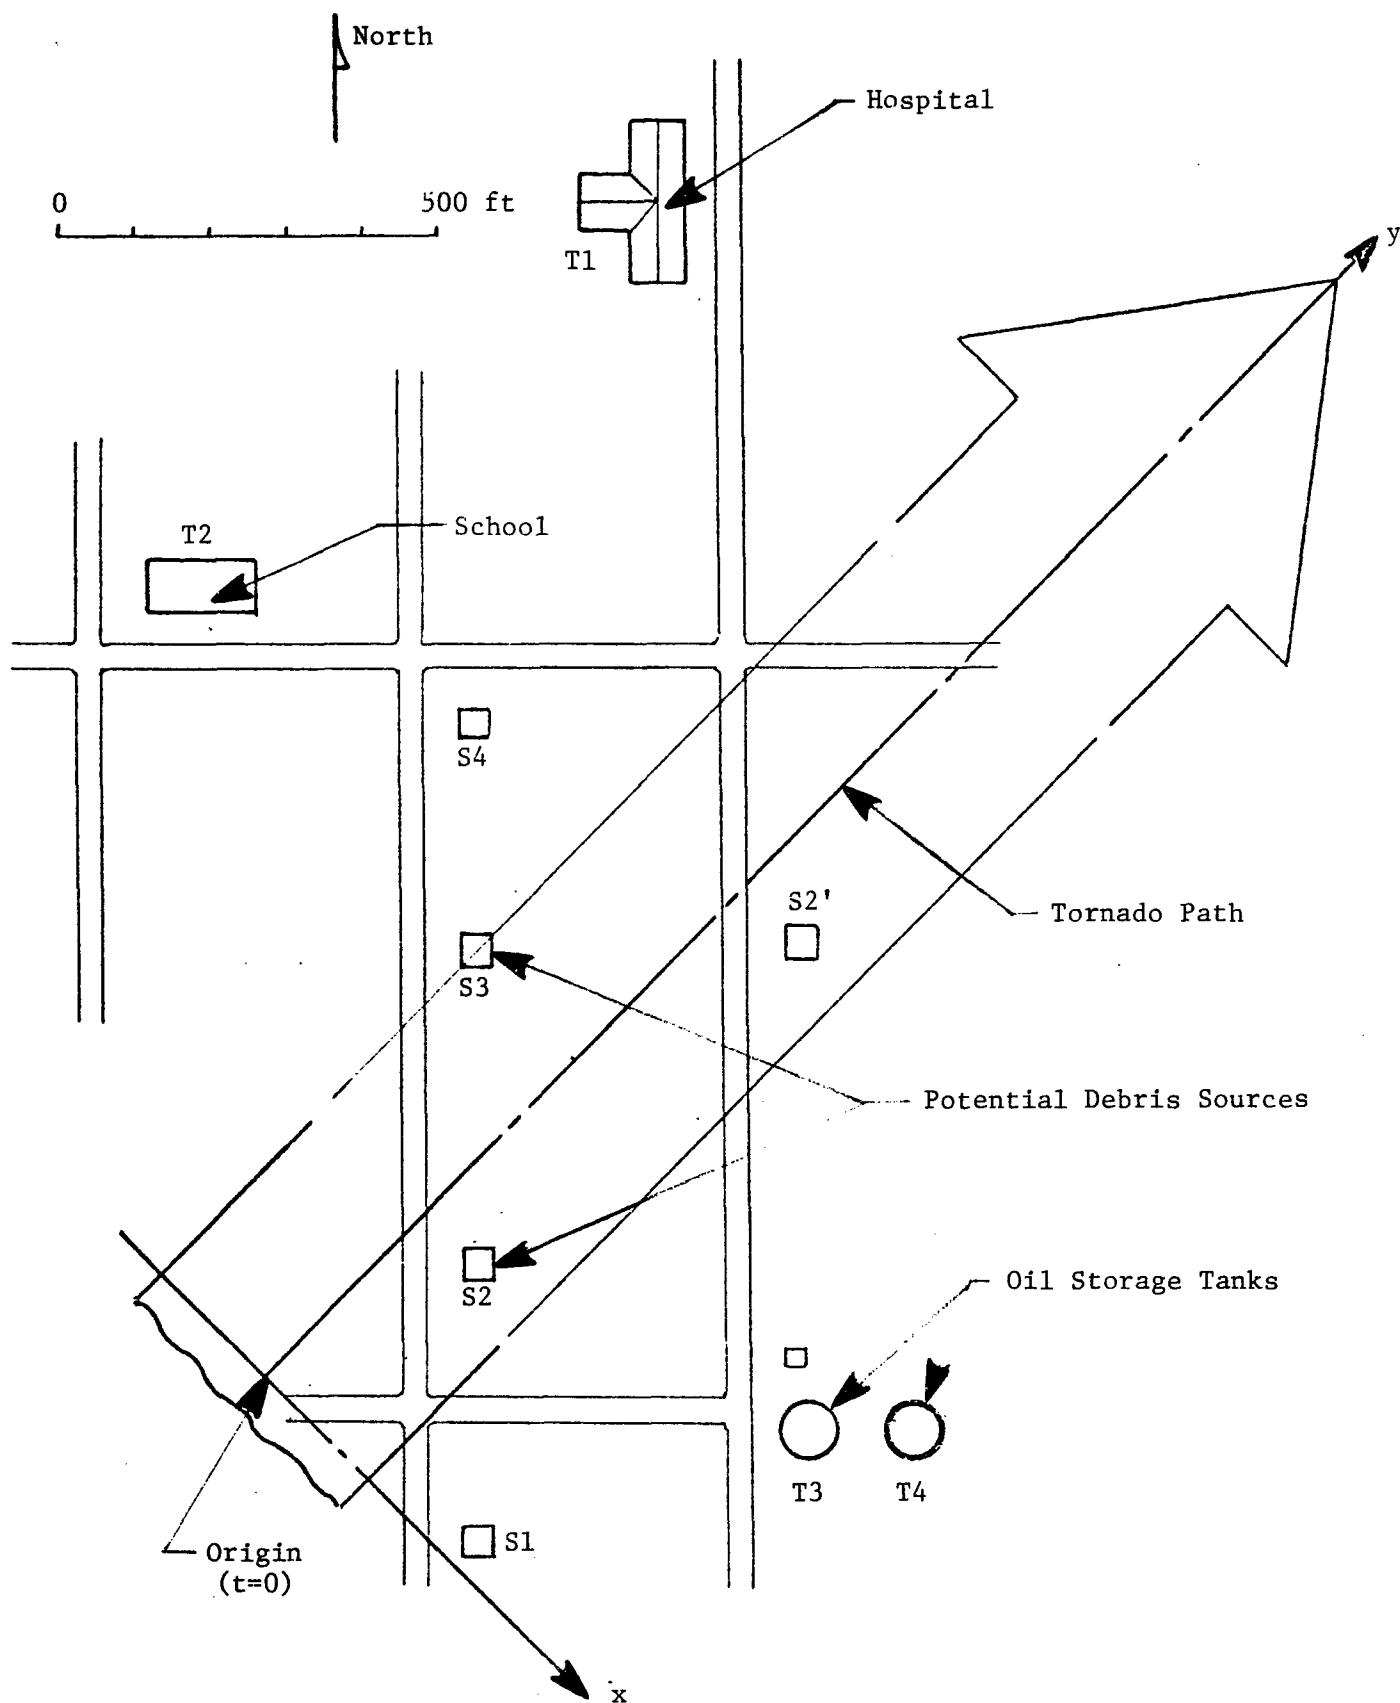 North
Hospital
0
500 ft
T1
y
T2
School
S4
S2'
Tornado Path
S3
Potential Debris Sources
S2
Oil Storage Tanks
T3
T4
S1
Origin
(t=0)
x